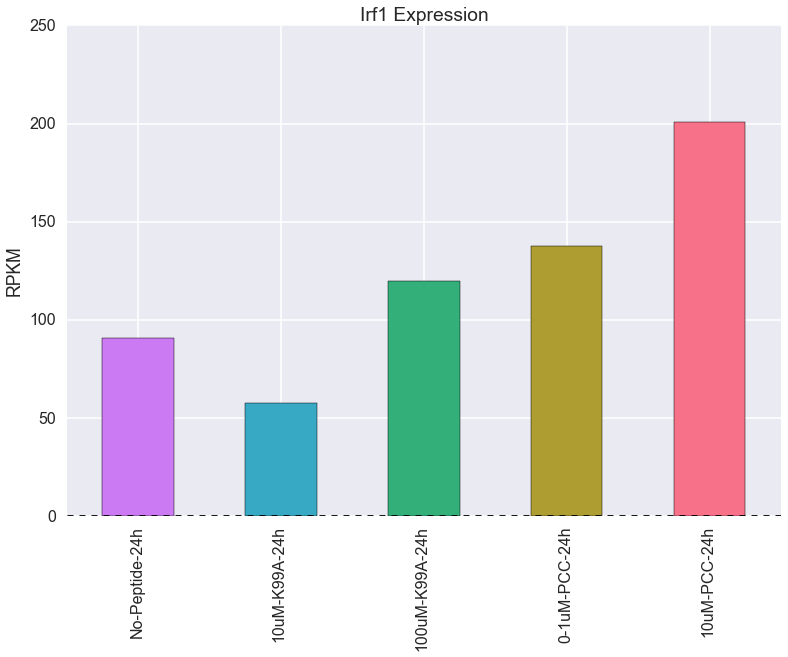 Irf1 Expression
250
200
150
100
50
0
RPKM
No-Peptide-24h
10uM-K99A-24h
100uM-K99A-24h
0-1uM-PCC-24h
10uM-PCC-24h